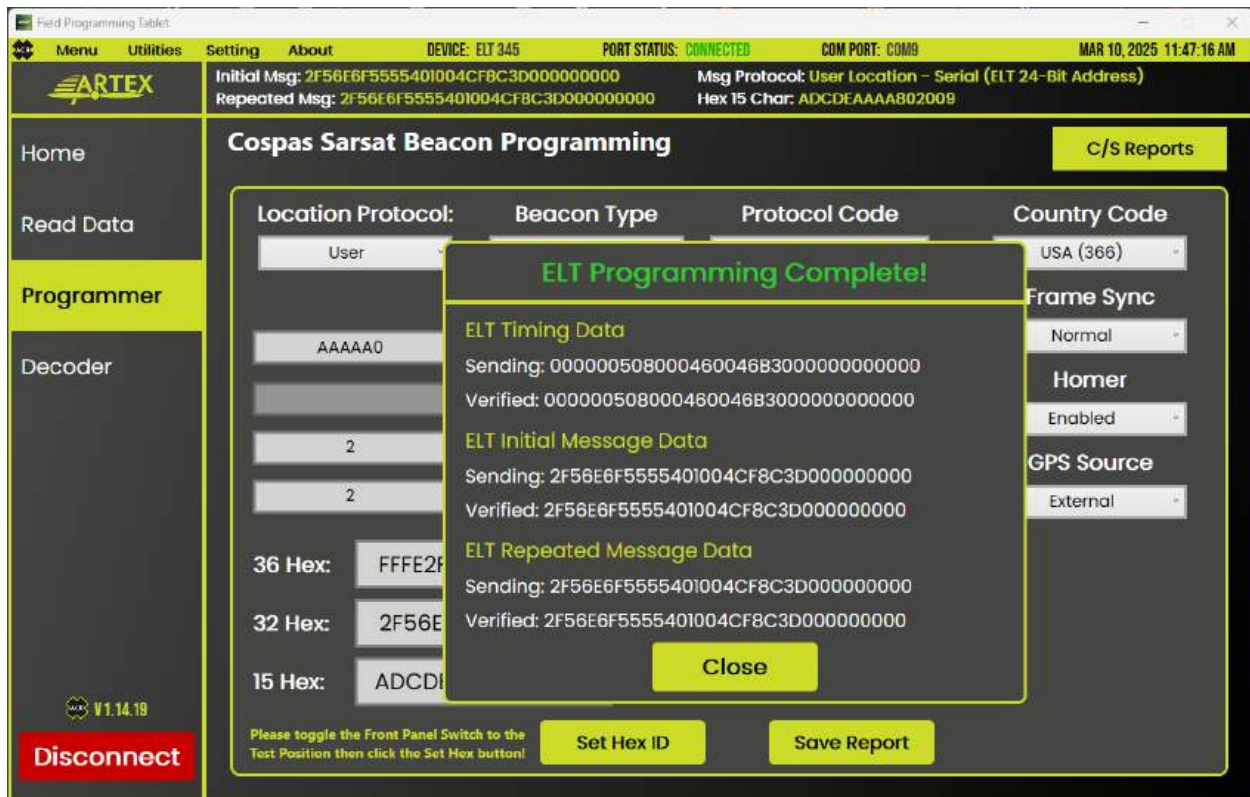 Field Programming Tablet
Menu Utilities Setting About DEVICE: ELT 345 PORT STATUS: CONNECTED COM PORT: COM9 MAR 10, 2025 11:47:16 AM
ARTEX
Initial Msg: 2F56E6F5555401004CF8C3D000000000 Msg Protocol: User Location - Serial (ELT 24-Bit Address)
Repeated Msg: 2F56E6F5555401004CF8C3D000000000 Hex 15 Char: ADCDEAAAA802009
Home
Read Data
Programmer
Decoder
V 1.14.19
Disconnect
Cospas Sarsat Beacon Programming
C/S Reports
Location Protocol: Beacon Type Protocol Code Country Code
User USA (366)
Frame Sync
Normal
Homer
Enabled
GPS Source
External
AAAAA0
2
2
36 Hex: FFFE2F
32 Hex: 2F56E
15 Hex: ADCDE
ELT Programming Complete!
ELT Timing Data
Sending: 000000508000460046B3000000000000
Verified: 000000508000460046B3000000000000
ELT Initial Message Data
Sending: 2F56E6F5555401004CF8C3D000000000
Verified: 2F56E6F5555401004CF8C3D000000000
ELT Repeated Message Data
Sending: 2F56E6F5555401004CF8C3D000000000
Verified: 2F56E6F5555401004CF8C3D000000000
Close
Please toggle the Front Panel Switch to the
Test Position then click the Set Hex button!
Set Hex ID
Save Report